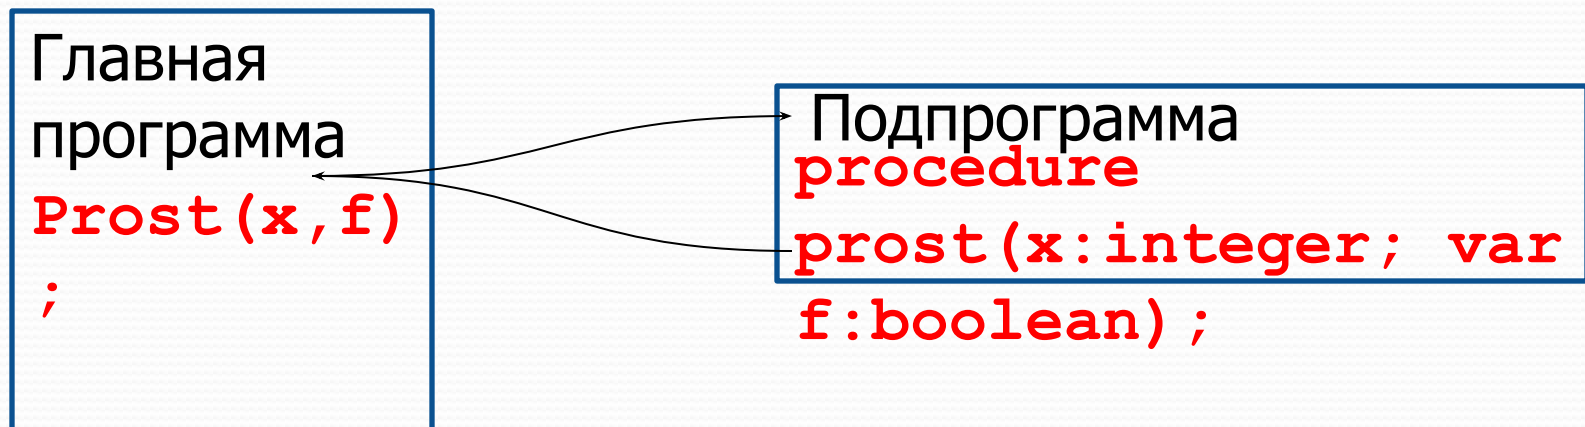 Главная
программа
Prost(x,f)
;
Подпрограмма
procedure
prost(x:integer; var
f:boolean);